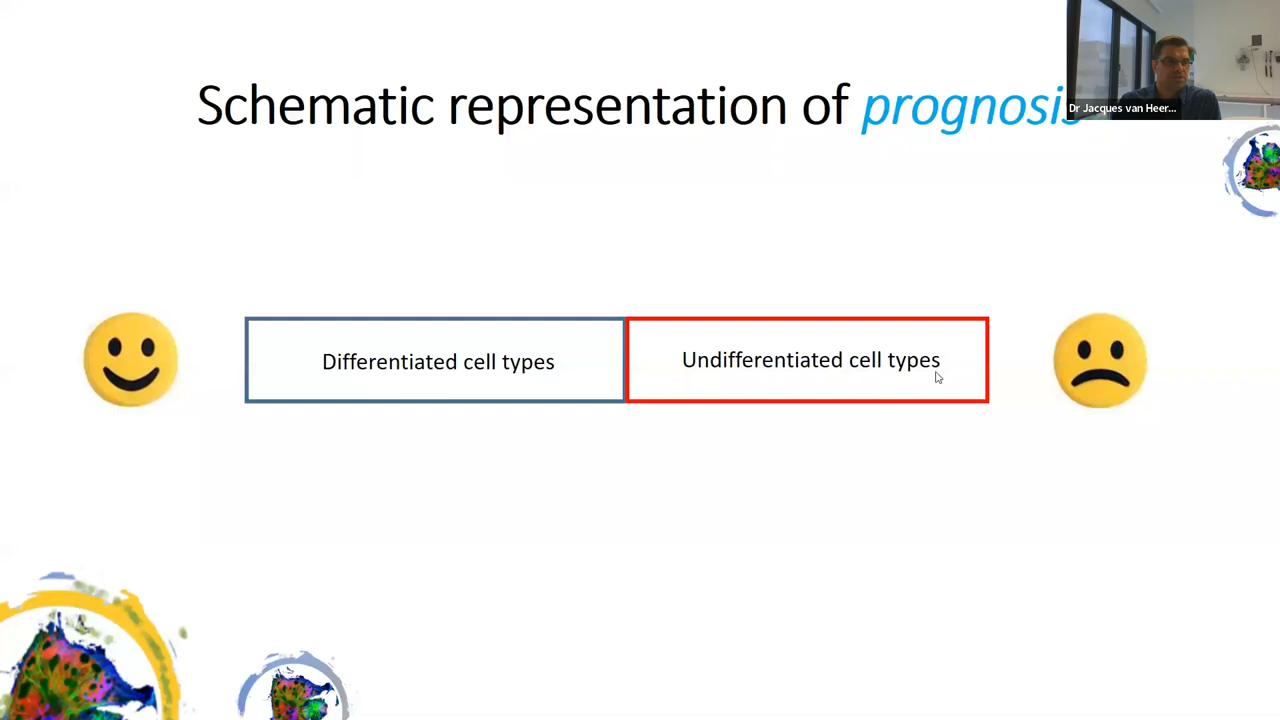 Schematic representation of prognosis
Dr Jacques van Heer...
Differentiated cell types
Undifferentiated cell types